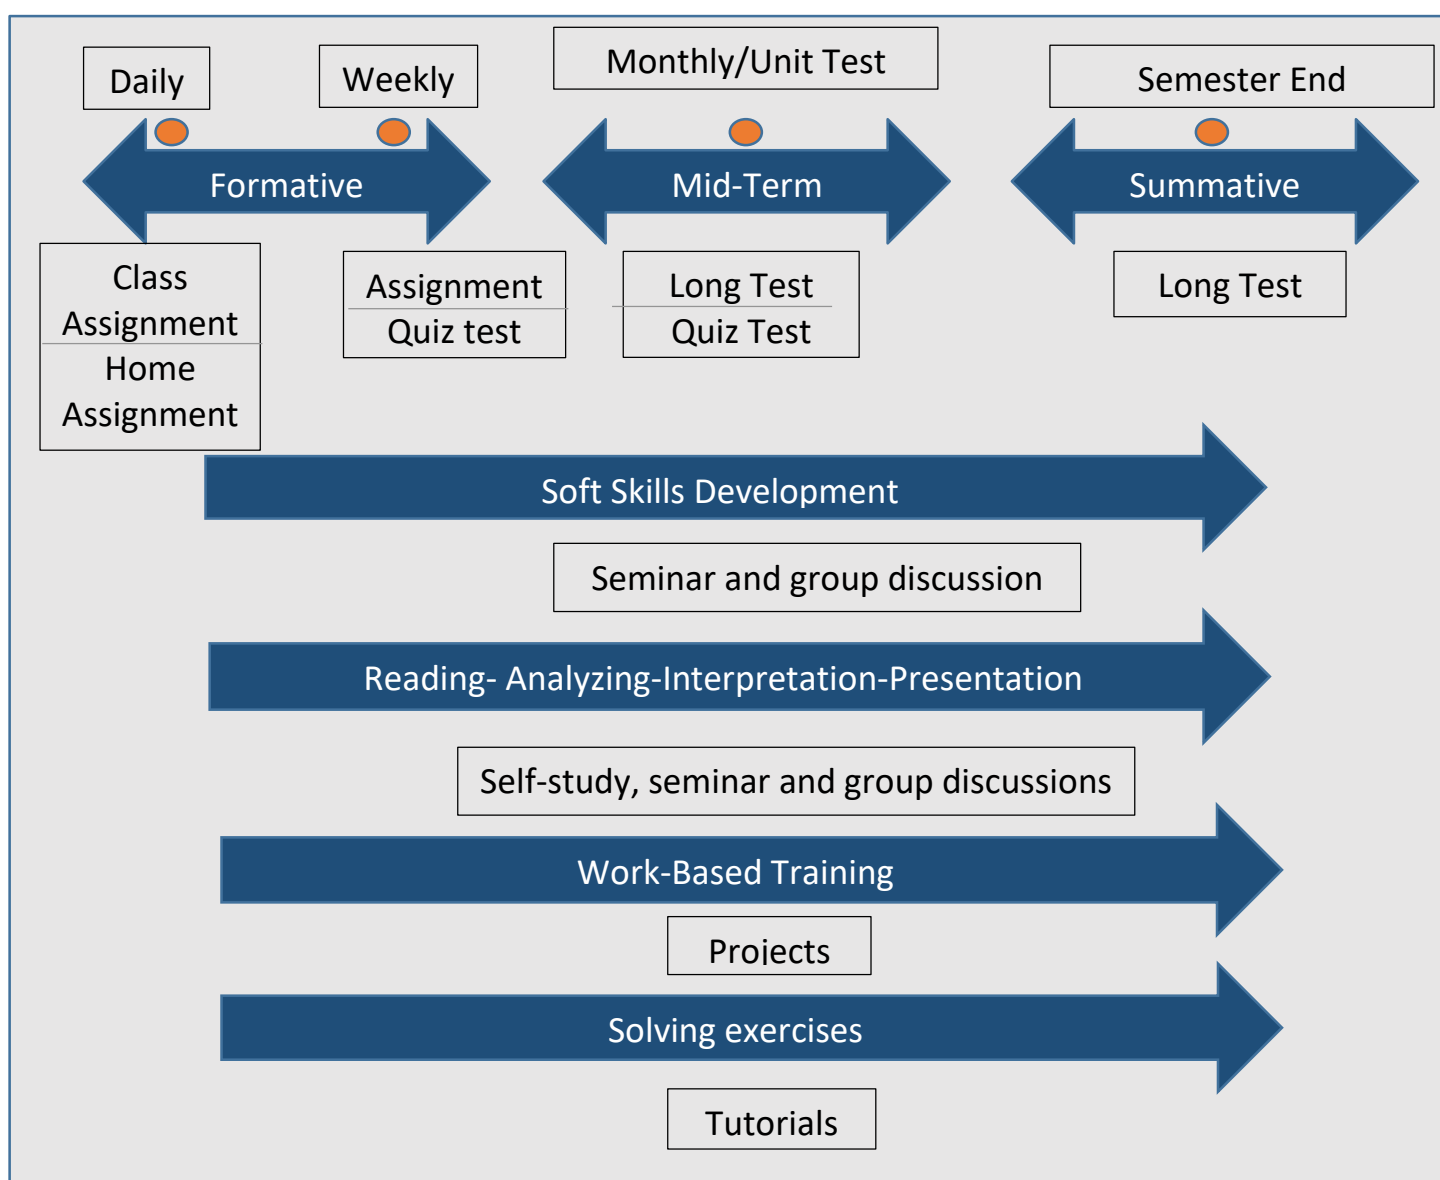 Daily
Weekly
Monthly/Unit Test
Semester End
Formative
Mid-Term
Summative
Class
Assignment
Home
Assignment
Assignment
Quiz test
Long Test
Quiz Test
Long Test
Soft Skills Development
Seminar and group discussion
Reading- Analyzing-Interpretation-Presentation
Self-study, seminar and group discussions
Work-Based Training
Projects
Solving exercises
Tutorials